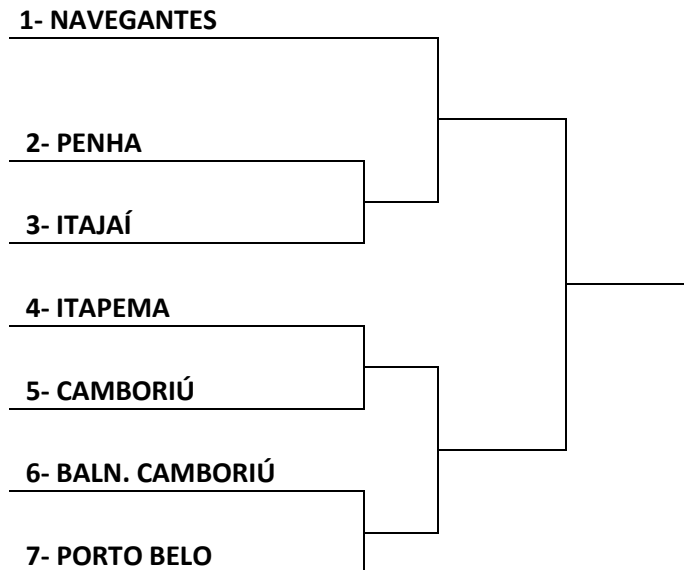 1- NAVEGANTES
2- PENHA
3- ITAJAÍ
4- ITAPEMA
5- CAMBORIÚ
6- BALN. CAMBORIÚ
7- PORTO BELO